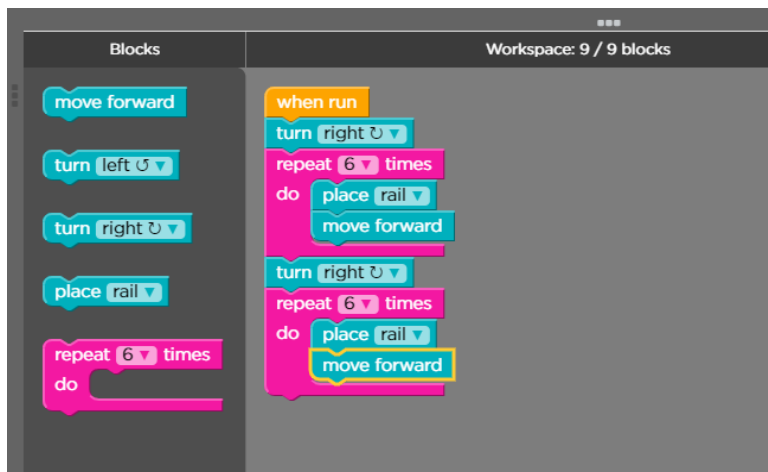 Blocks
Workspace: 9 / 9 blocks
move forward
turn left ↺ ▼
turn right ↻ ▼
place rail ▼
repeat 6 ▼ times
do
when run
turn right ↻ ▼
repeat 6 ▼ times
do place rail ▼
move forward
turn right ↻ ▼
repeat 6 ▼ times
do place rail ▼
move forward